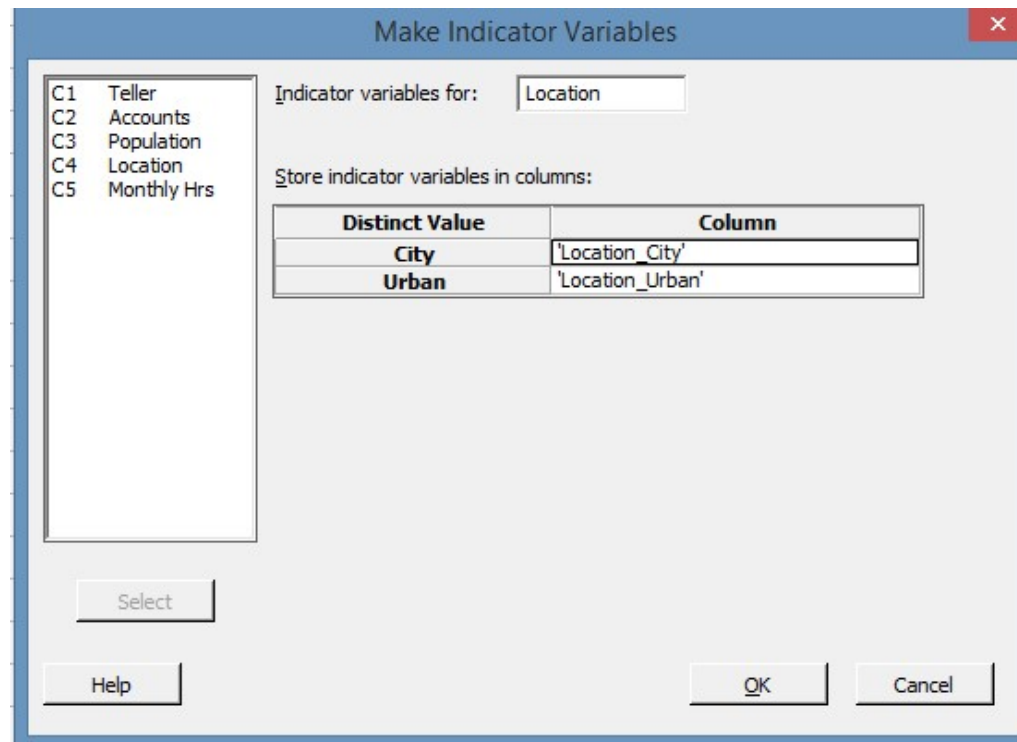 Make Indicator Variables
C1 Teller
C2 Accounts
C3 Population
C4 Location
C5 Monthly Hrs
Indicator variables for: Location
Store indicator variables in columns:
Distinct Value Column
City 'Location_City'
Urban 'Location_Urban'
Select
Help OK Cancel